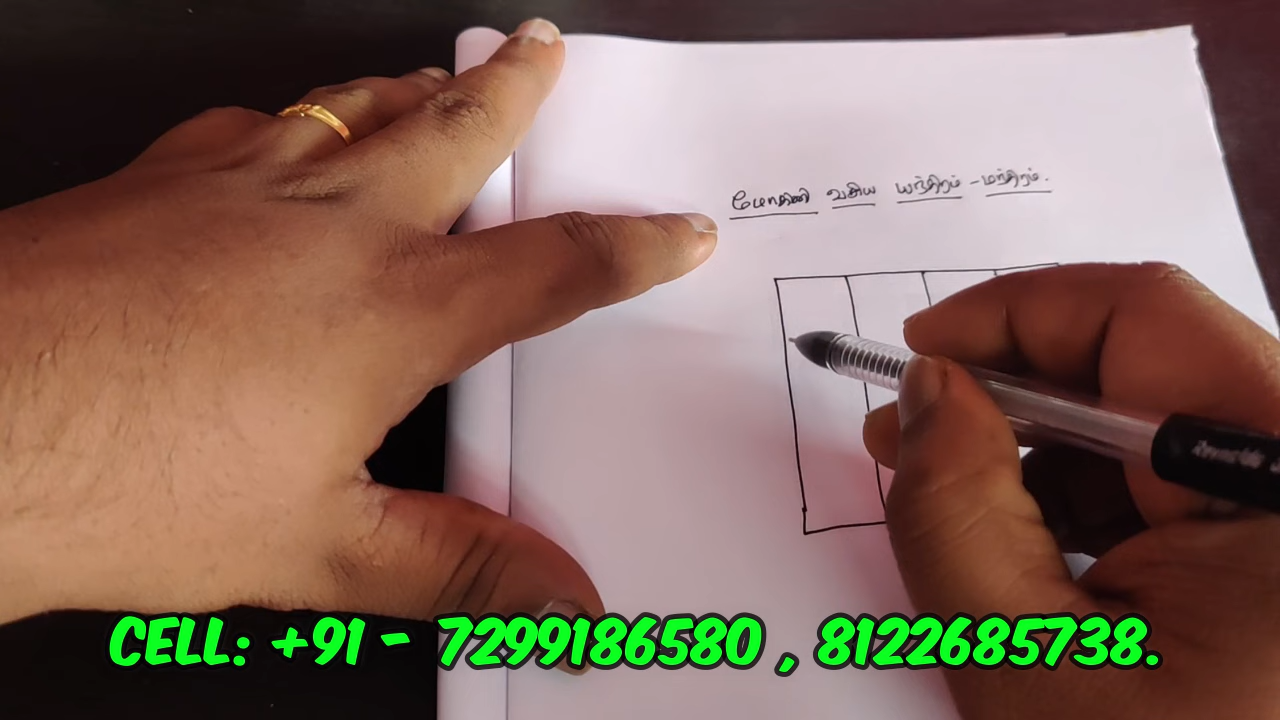 மோகினி வசிய யந்திரம் - மந்திரம்.
CELL: +91 - 7299186580 , 8122685738.